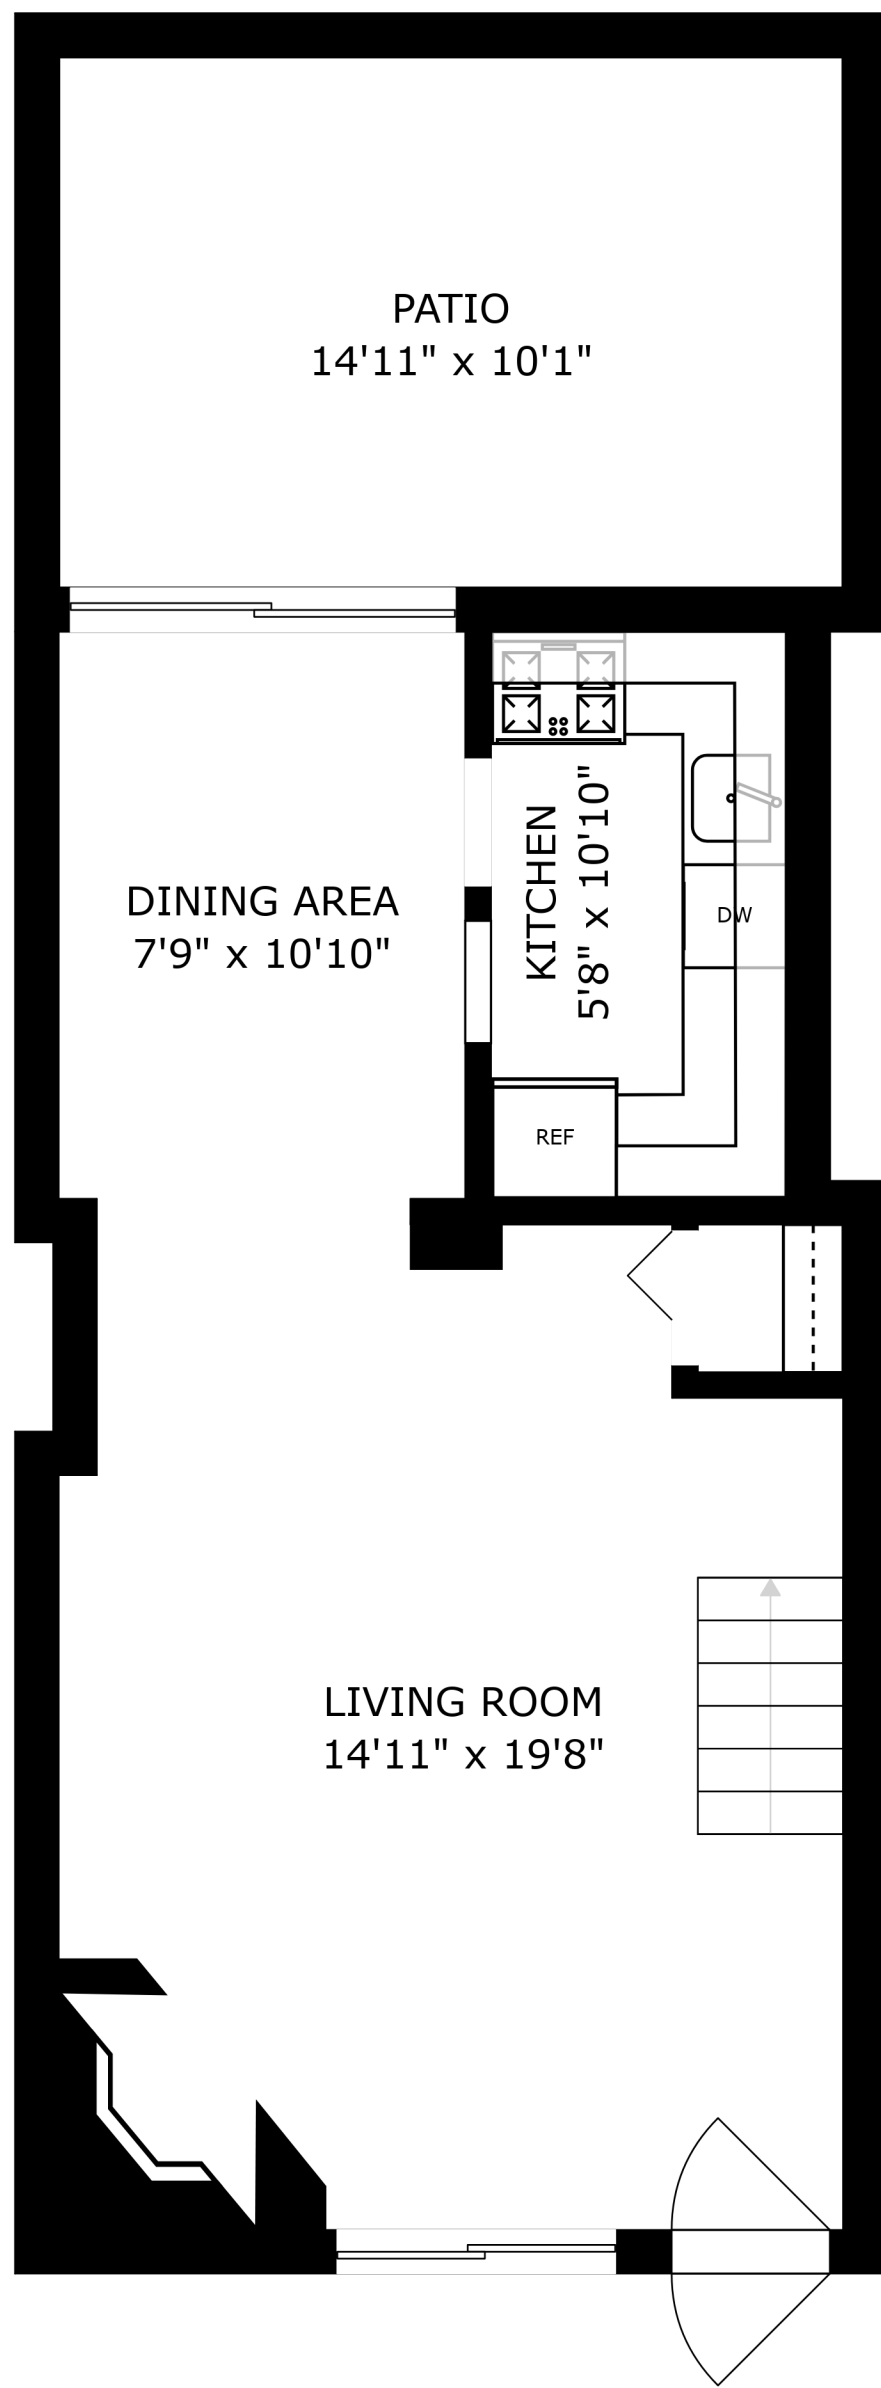 PATIO
14'11" x 10'1"
DINING AREA
7'9" x 10'10"
KITCHEN
5'8" x 10'10"
DW
REF
LIVING ROOM
14'11" x 19'8"